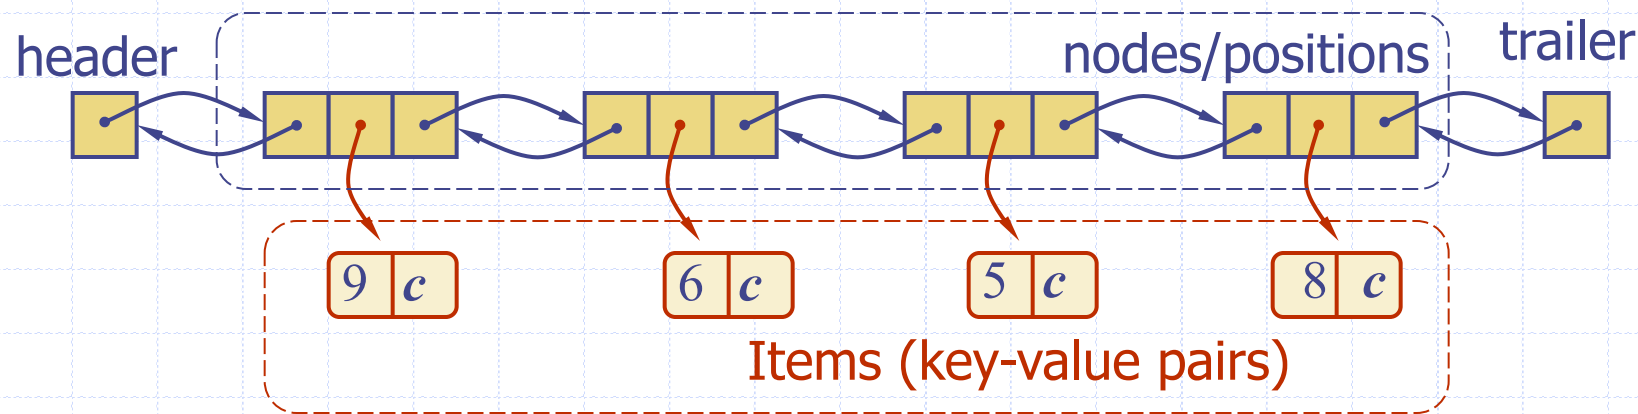 header
nodes/positions
trailer
9 c
6 c
5 c
8 c
Items (key-value pairs)